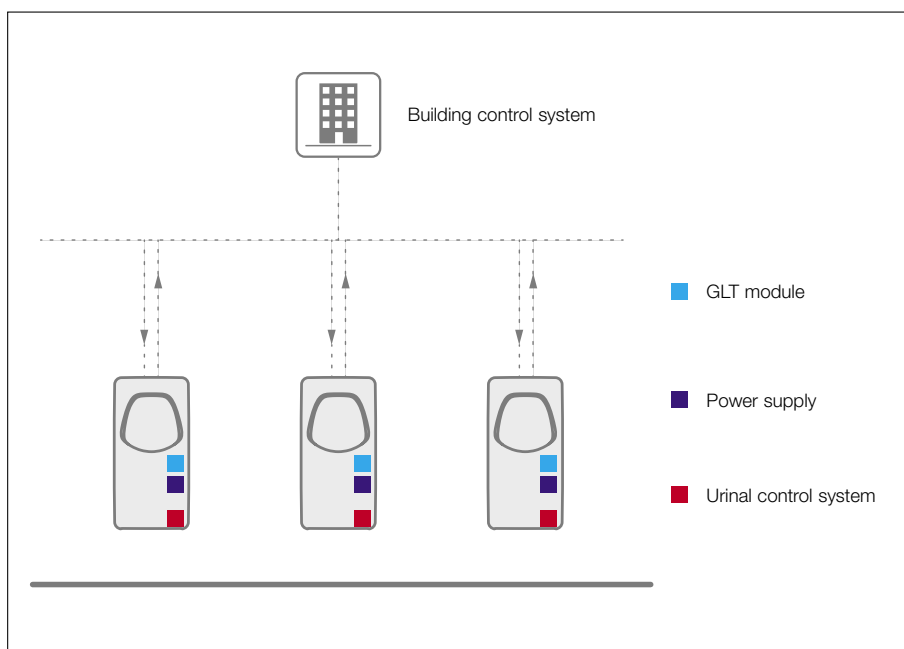 Building control system
GLT module
Power supply
Urinal control system